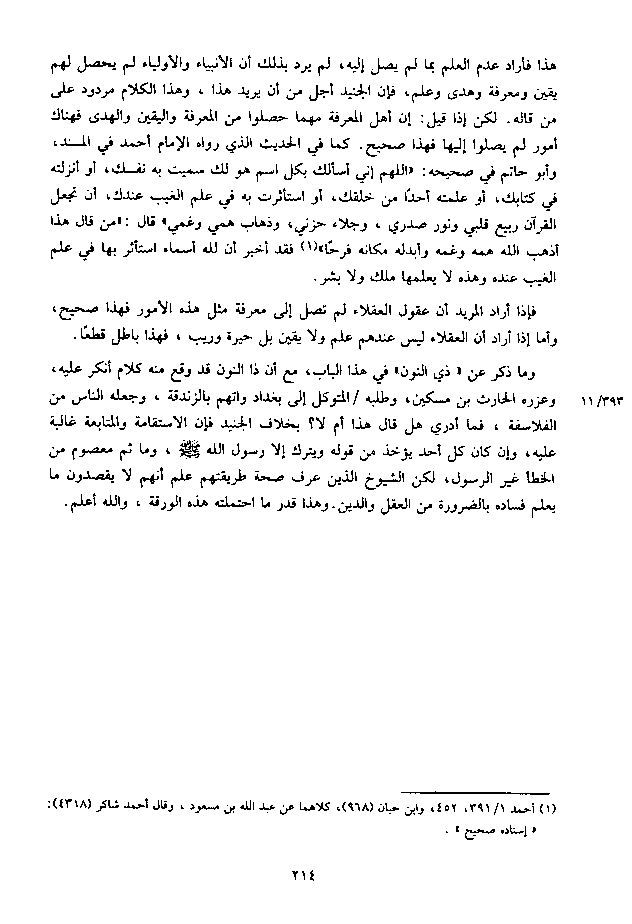 هذا فأراد عدم العلم بما لم يصل إليه، لم يرد بذلك أن الأنبياء والأولياء لم يحصل لهم
يقين ومعرفة وهدى وعلم، فإن الجنيد أجل من أن يريد هذا ، وهذا الكلام مردود على
من قاله. لكن إذا قيل: إن أهل المعرفة مهما حصلوا من المعرفة واليقين والهدى فهناك
أمور لم يصلوا إليها فهذا صحيح. كما في الحديث الذي رواه الإمام أحمد في المسند،
وأبو حاتم في صحيحه: «اللهم إني أسألك بكل اسم هو لك سميت به نفسك، أو أنزلته
في كتابك، أو علمته أحدًا من خلقك، أو استأثرت به في علم الغيب عندك، أن تجعل
القرآن ربيع قلبي ونور صدري ، وجلاء حزني، وذهاب همي وغمي» قال : «من قال هذا
أذهب الله همه وغمه وأبدله مكانه فرحًا»(١) فقد أخبر أن لله أسماء استأثر بها في علم
الغيب عنده وهذه لا يعلمها ملك ولا بشر.
فإذا أراد المريد أن عقول العقلاء لم تصل إلى معرفة مثل هذه الأمور فهذا صحيح،
وأما إذا أراد أن العقلاء ليس عندهم علم ولا يقين بل حيرة وريب ، فهذا باطل قطعًا.
وما ذكر عن « ذي النون» في هذا الباب، مع أن ذا النون قد وقع منه كلام أنكر عليه،
١١/٣٩٣ وعزره الحارث بن مسكين، وطلبه /المتوكل إلى بغداد واتهم بالزندقة ، وجعله الناس من
الفلاسفة ، فما أدري هل قال هذا أم لا؟ بخلاف الجنيد فإن الاستقامة والمتابعة غالبة
عليه، وإن كان كل أحد يؤخذ من قوله ويترك إلا رسول الله ﷺ ، وما ثم معصوم من
الخطأ غير الرسول، لكن الشيوخ الذين عرف صحة طريقتهم علم أنهم لا يقصدون ما
يعلم فساده بالضرورة من العقل والدين. وهذا قدر ما احتملته هذه الورقة ، والله أعلم.
(١) أحمد ١/ ٣٩١، ٤٥٢، وابن حبان (٩٦٨)، كلاهما عن عبد الله بن مسعود ، وقال أحمد شاكر (٤٣١٨):
« إسناده صحيح » .
٢١٤